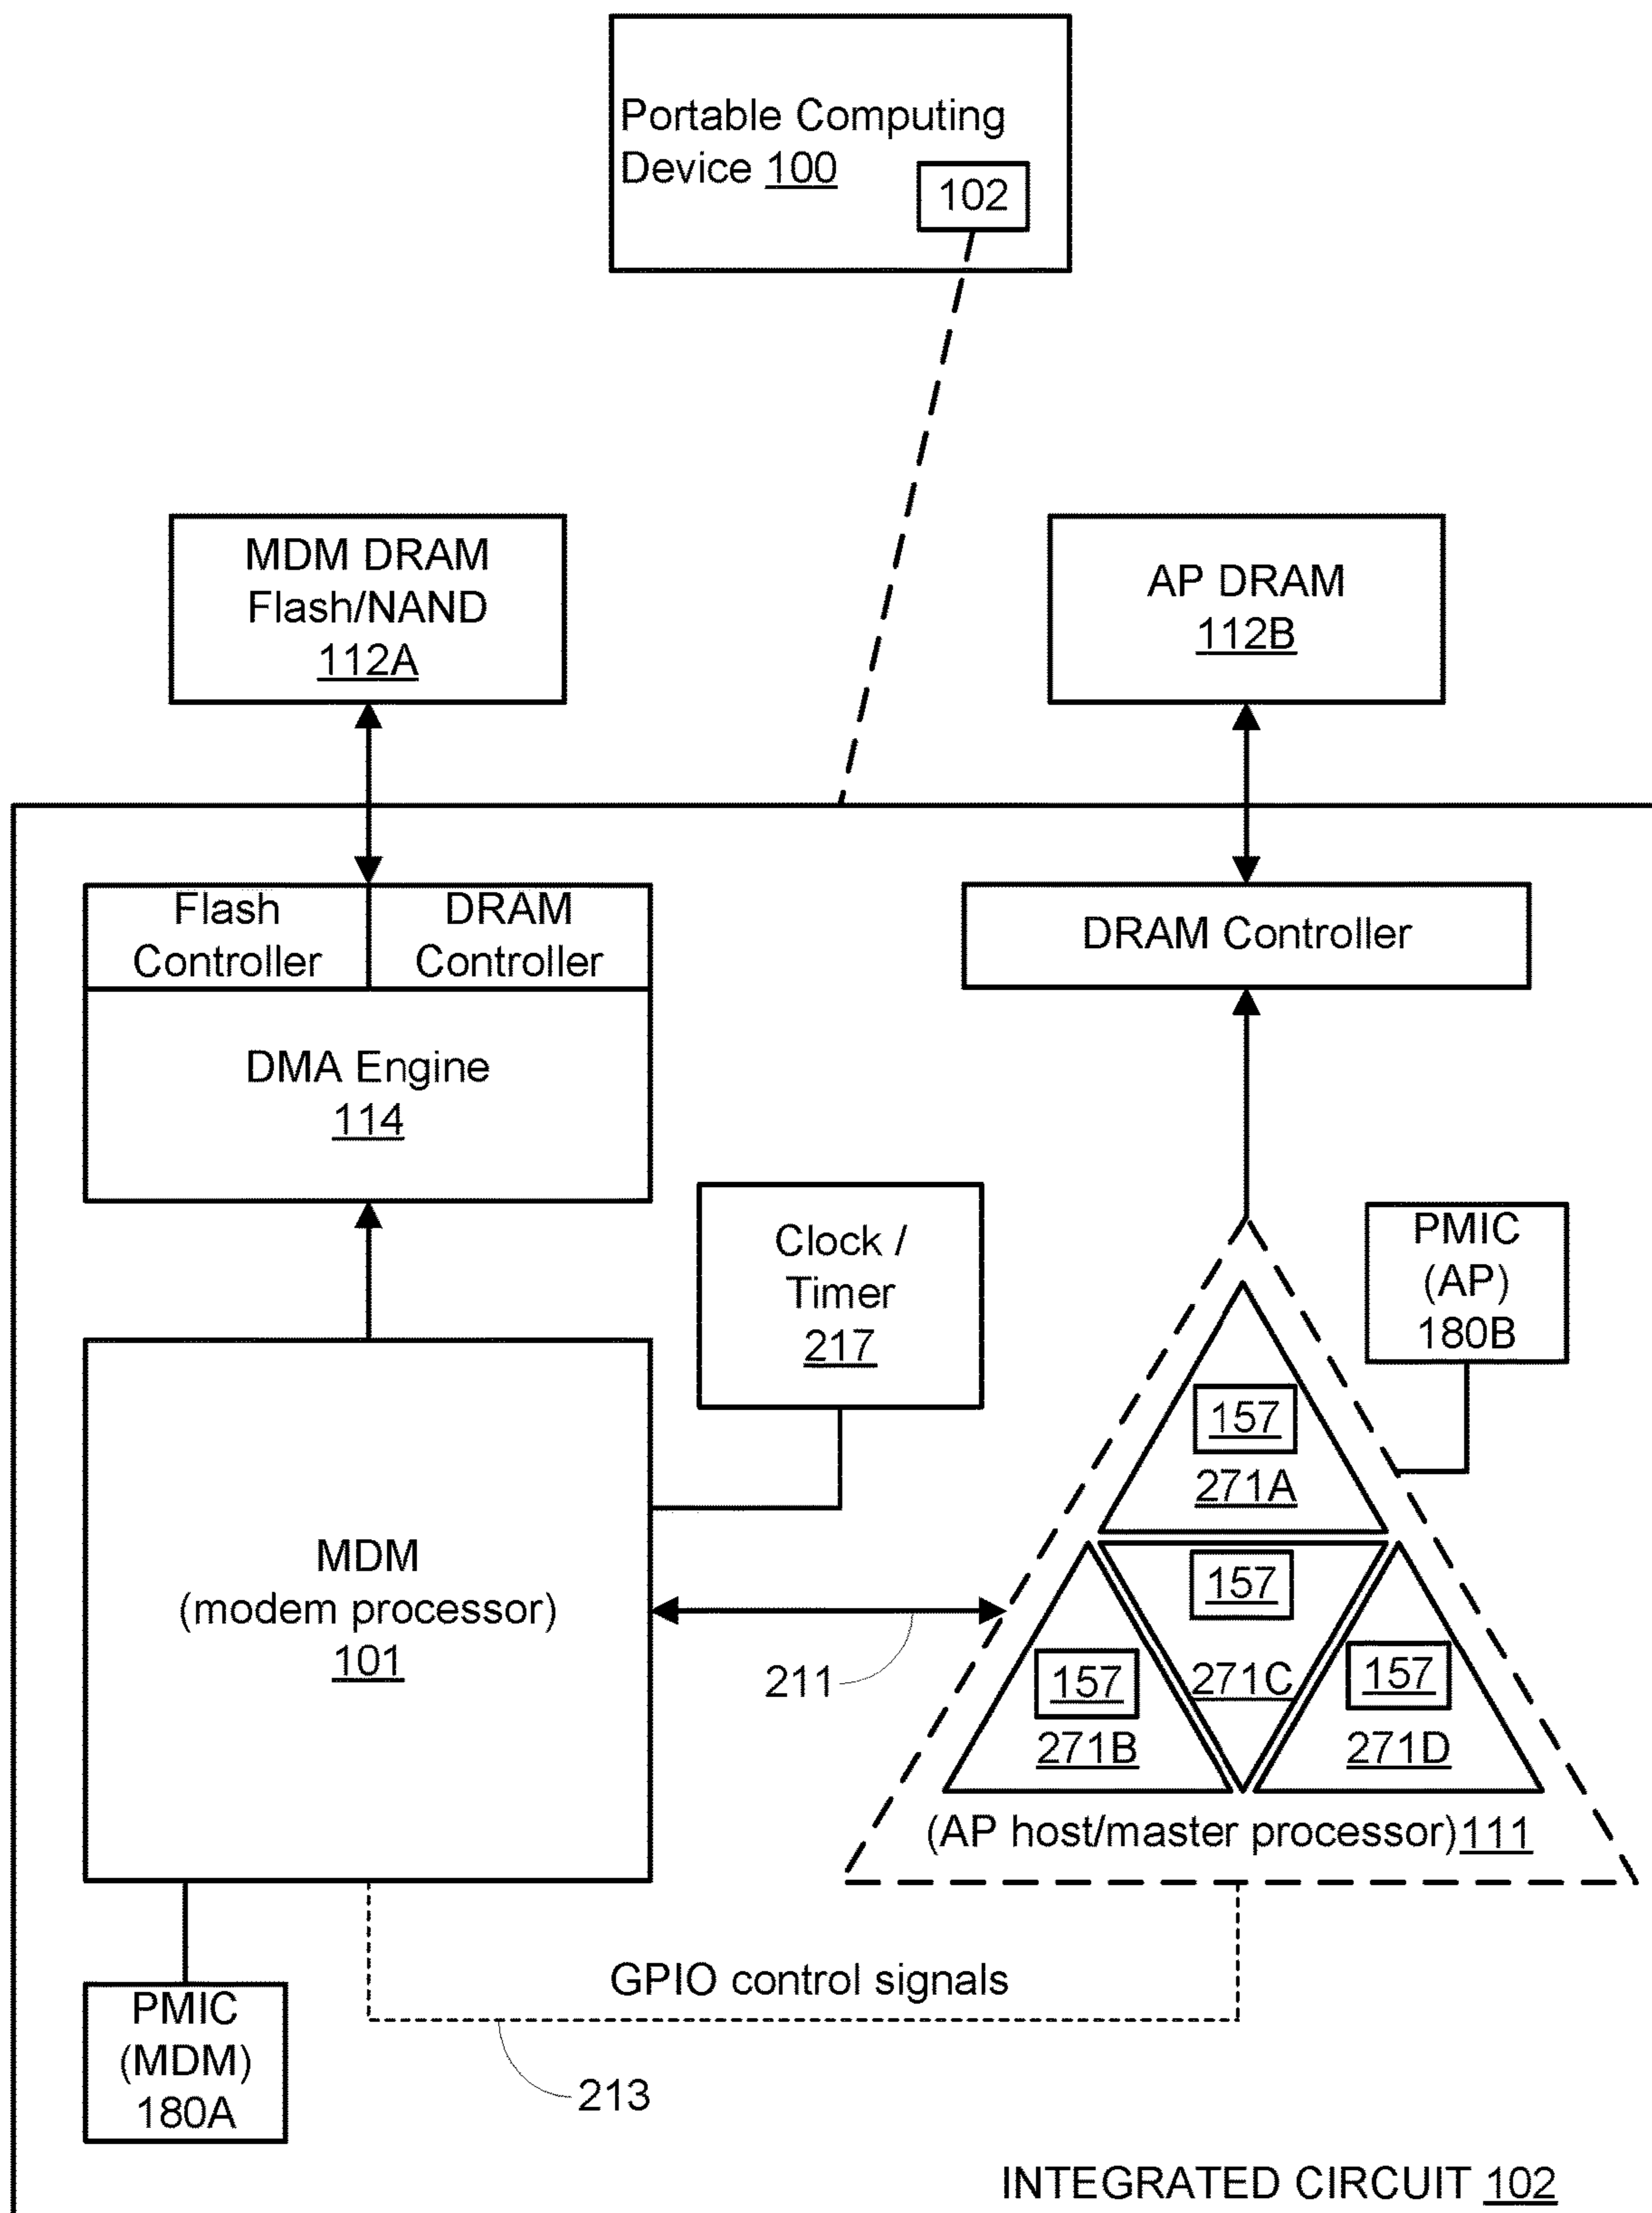 Portable Computing
Device 100
102
MDM DRAM
Flash/NAND
112A
AP DRAM
112B
Flash
Controller
DRAM
Controller
DRAM Controller
DMA Engine
114
Clock /
Timer
217
PMIC
(AP)
180B
157
271A
MDM
(modem processor)
101
211
157
271C
157
271B
157
271D
(AP host/master processor) 111
GPIO control signals
213
PMIC
(MDM)
180A
INTEGRATED CIRCUIT 102